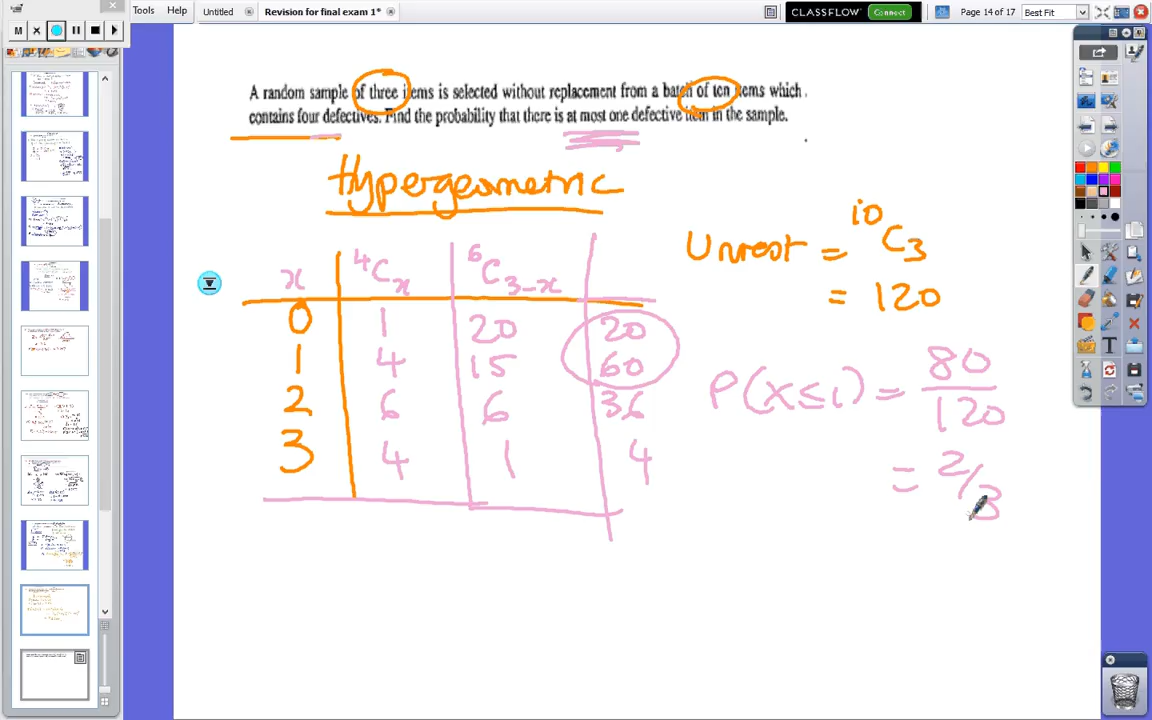 Tools Help Untitled Revision for final exam 1* CLASSFLOW Connect Page 14 of 17 Best Fit
M
A random sample of three items is selected without replacement from a batch of ten items which
contains four defectives. Find the probability that there is at most one defective item in the sample.
Hypergeometric
Unrest = ¹⁰C₃
= 120
x ⁴Cₓ ⁶C₃₋ₓ
0 1 20 20
1 4 15 60
2 6 6 36
3 4 1 4
P(X≤1) = 80/120
= 2/3
T